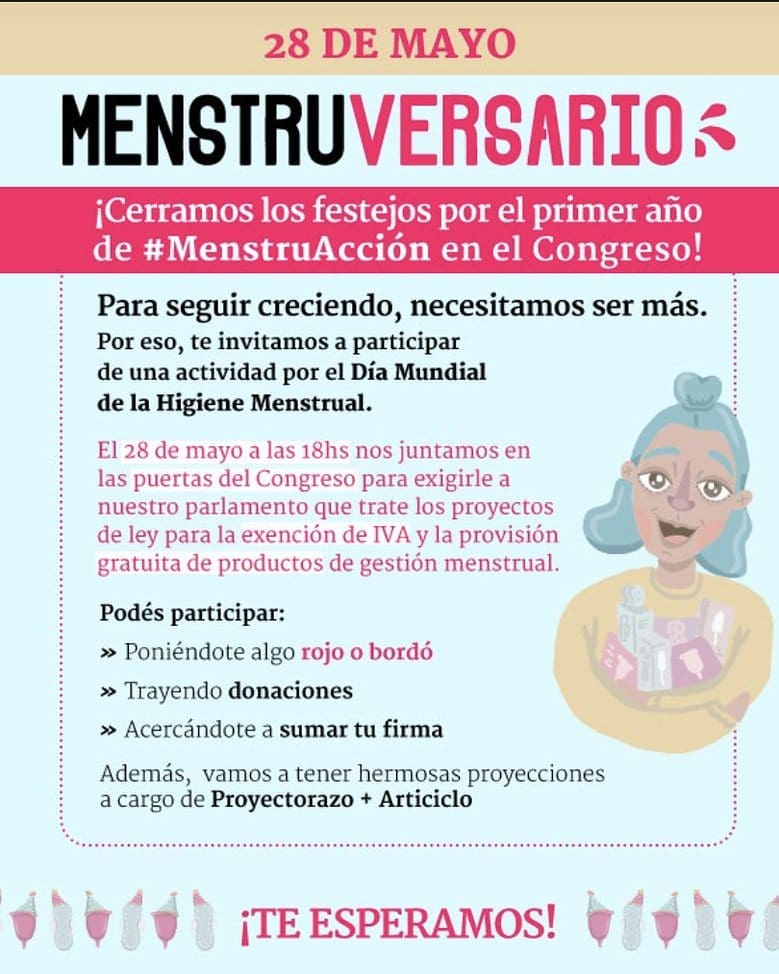 28 DE MAYO
MENSTRUVERSARIO
¡Cerramos los festejos por el primer año
de #MenstruAcción en el Congreso!
Para seguir creciendo, necesitamos ser más.
Por eso, te invitamos a participar
de una actividad por el Día Mundial
de la Higiene Menstrual.
El 28 de mayo a las 18hs nos juntamos en
las puertas del Congreso para exigirle a
nuestro parlamento que trate los proyectos
de ley para la exención de IVA y la provisión
gratuita de productos de gestión menstrual.
Podés participar:
» Poniéndote algo rojo o bordó
» Trayendo donaciones
» Acercándote a sumar tu firma
Además, vamos a tener hermosas proyecciones
a cargo de Proyectorazo + Articiclo
¡TE ESPERAMOS!